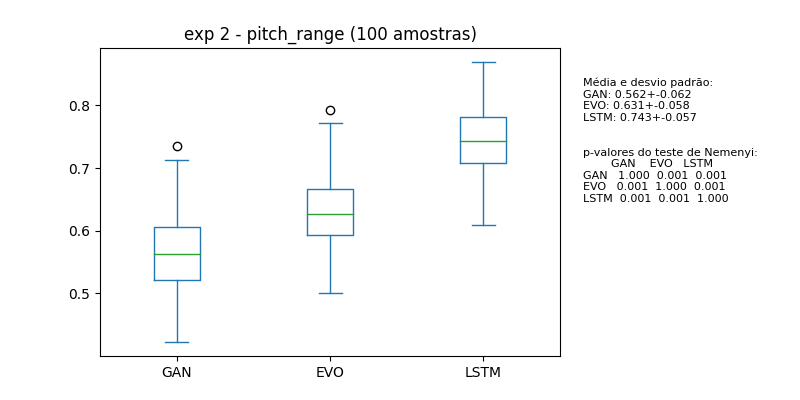 exp 2 - pitch_range (100 amostras)
0.8
0.7
0.6
0.5
GAN EVO LSTM
Média e desvio padrão:
GAN: 0.562+-0.062
EVO: 0.631+-0.058
LSTM: 0.743+-0.057
p-valores do teste de Nemenyi:
GAN EVO LSTM
GAN 1.000 0.001 0.001
EVO 0.001 1.000 0.001
LSTM 0.001 0.001 1.000